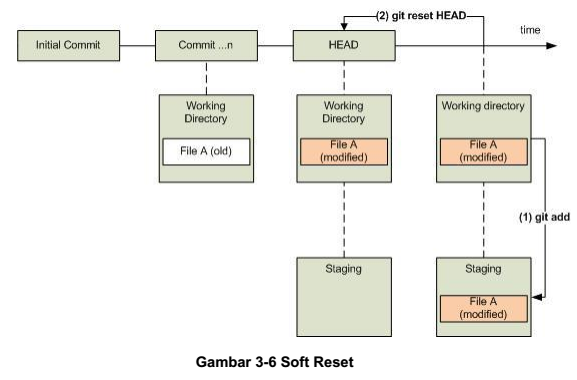 (2) git reset HEAD
time
Initial Commit
Commit ...n
HEAD
Working
Directory
File A (old)
Working
Directory
File A
(modified)
Working directory
File A
(modified)
(1) git add
Staging
Staging
File A
(modified)
Gambar 3-6 Soft Reset